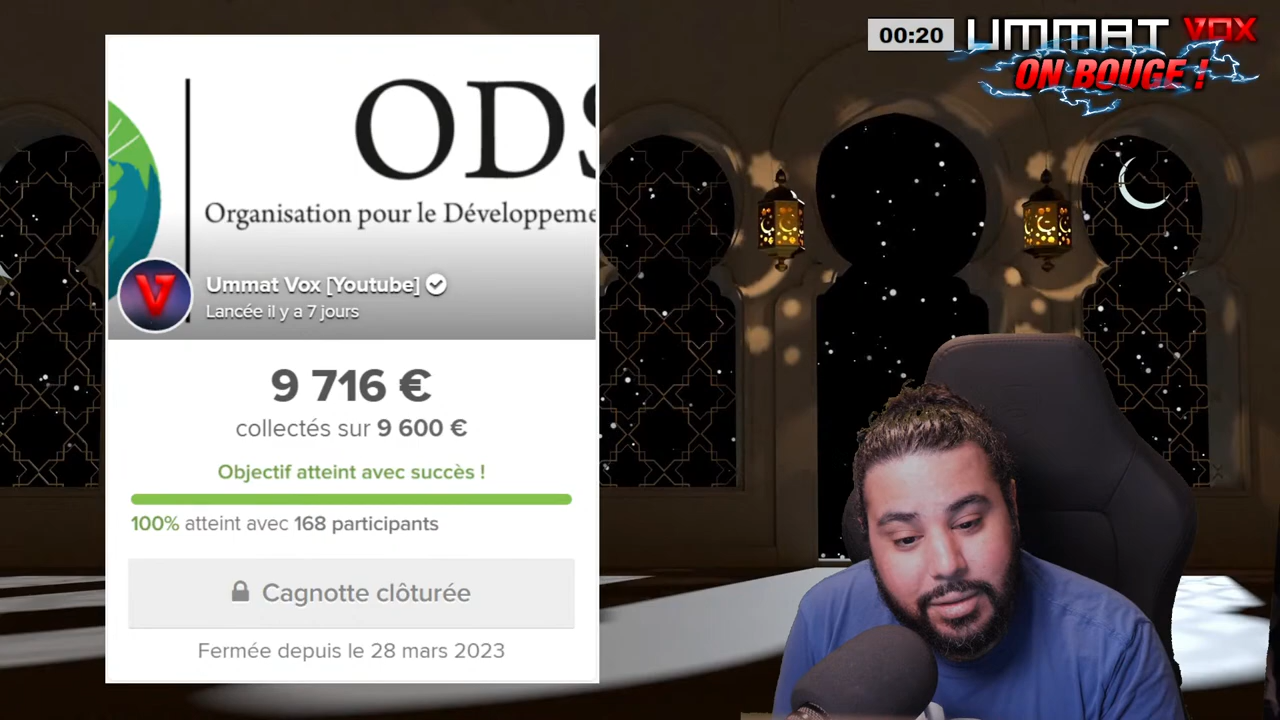 00:20
UMMAT VOX
ON BOUGE !
ODS
Organisation pour le Développeme
Ummat Vox [Youtube]
Lancée il y a 7 jours
9 716 €
collectés sur 9 600 €
Objectif atteint avec succès !
100% atteint avec 168 participants
Cagnotte clôturée
Fermée depuis le 28 mars 2023